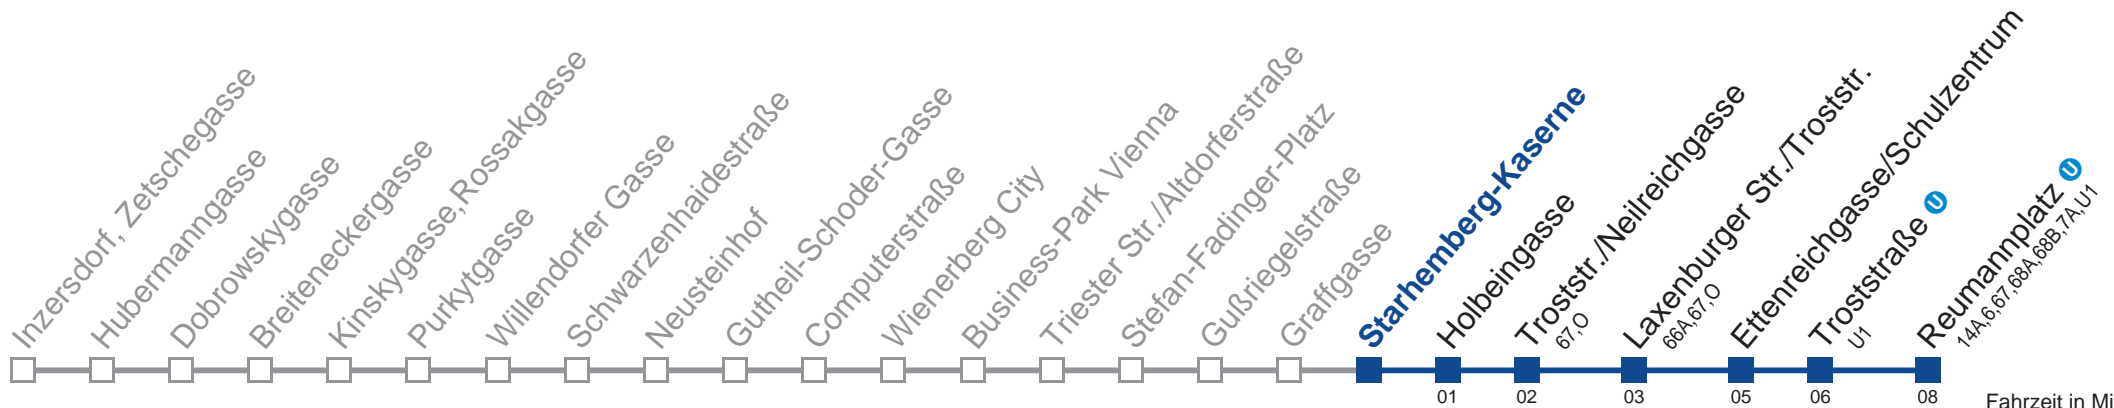 Inzersdorf, Zetschegasse
Hubermanngasse
Dobrowskygasse
Breiteneckergasse
Kinskygasse,Rossakgasse
Purkytgasse
Willendorfer Gasse
Schwarzenhaidestraße
Neusteinhof
Gutheil-Schoder-Gasse
Computerstraße
Wienerberg City
Business-Park Vienna
Triester Str./Altdorferstraße
Stefan-Fadinger-Platz
Gußriegelstraße
Graffgasse
Starhemberg-Kaserne
Holbeingasse
Troststr./Neilreichgasse
67,O
Laxenburger Str./Troststr.
66A,67,O
Ettenreichgasse/Schulzentrum
Troststraße U
U1
Reumannplatz U
14A,6,67,68A,68B,7A,U1
01 02 03 05 06 08
Fahrzeit in Mi